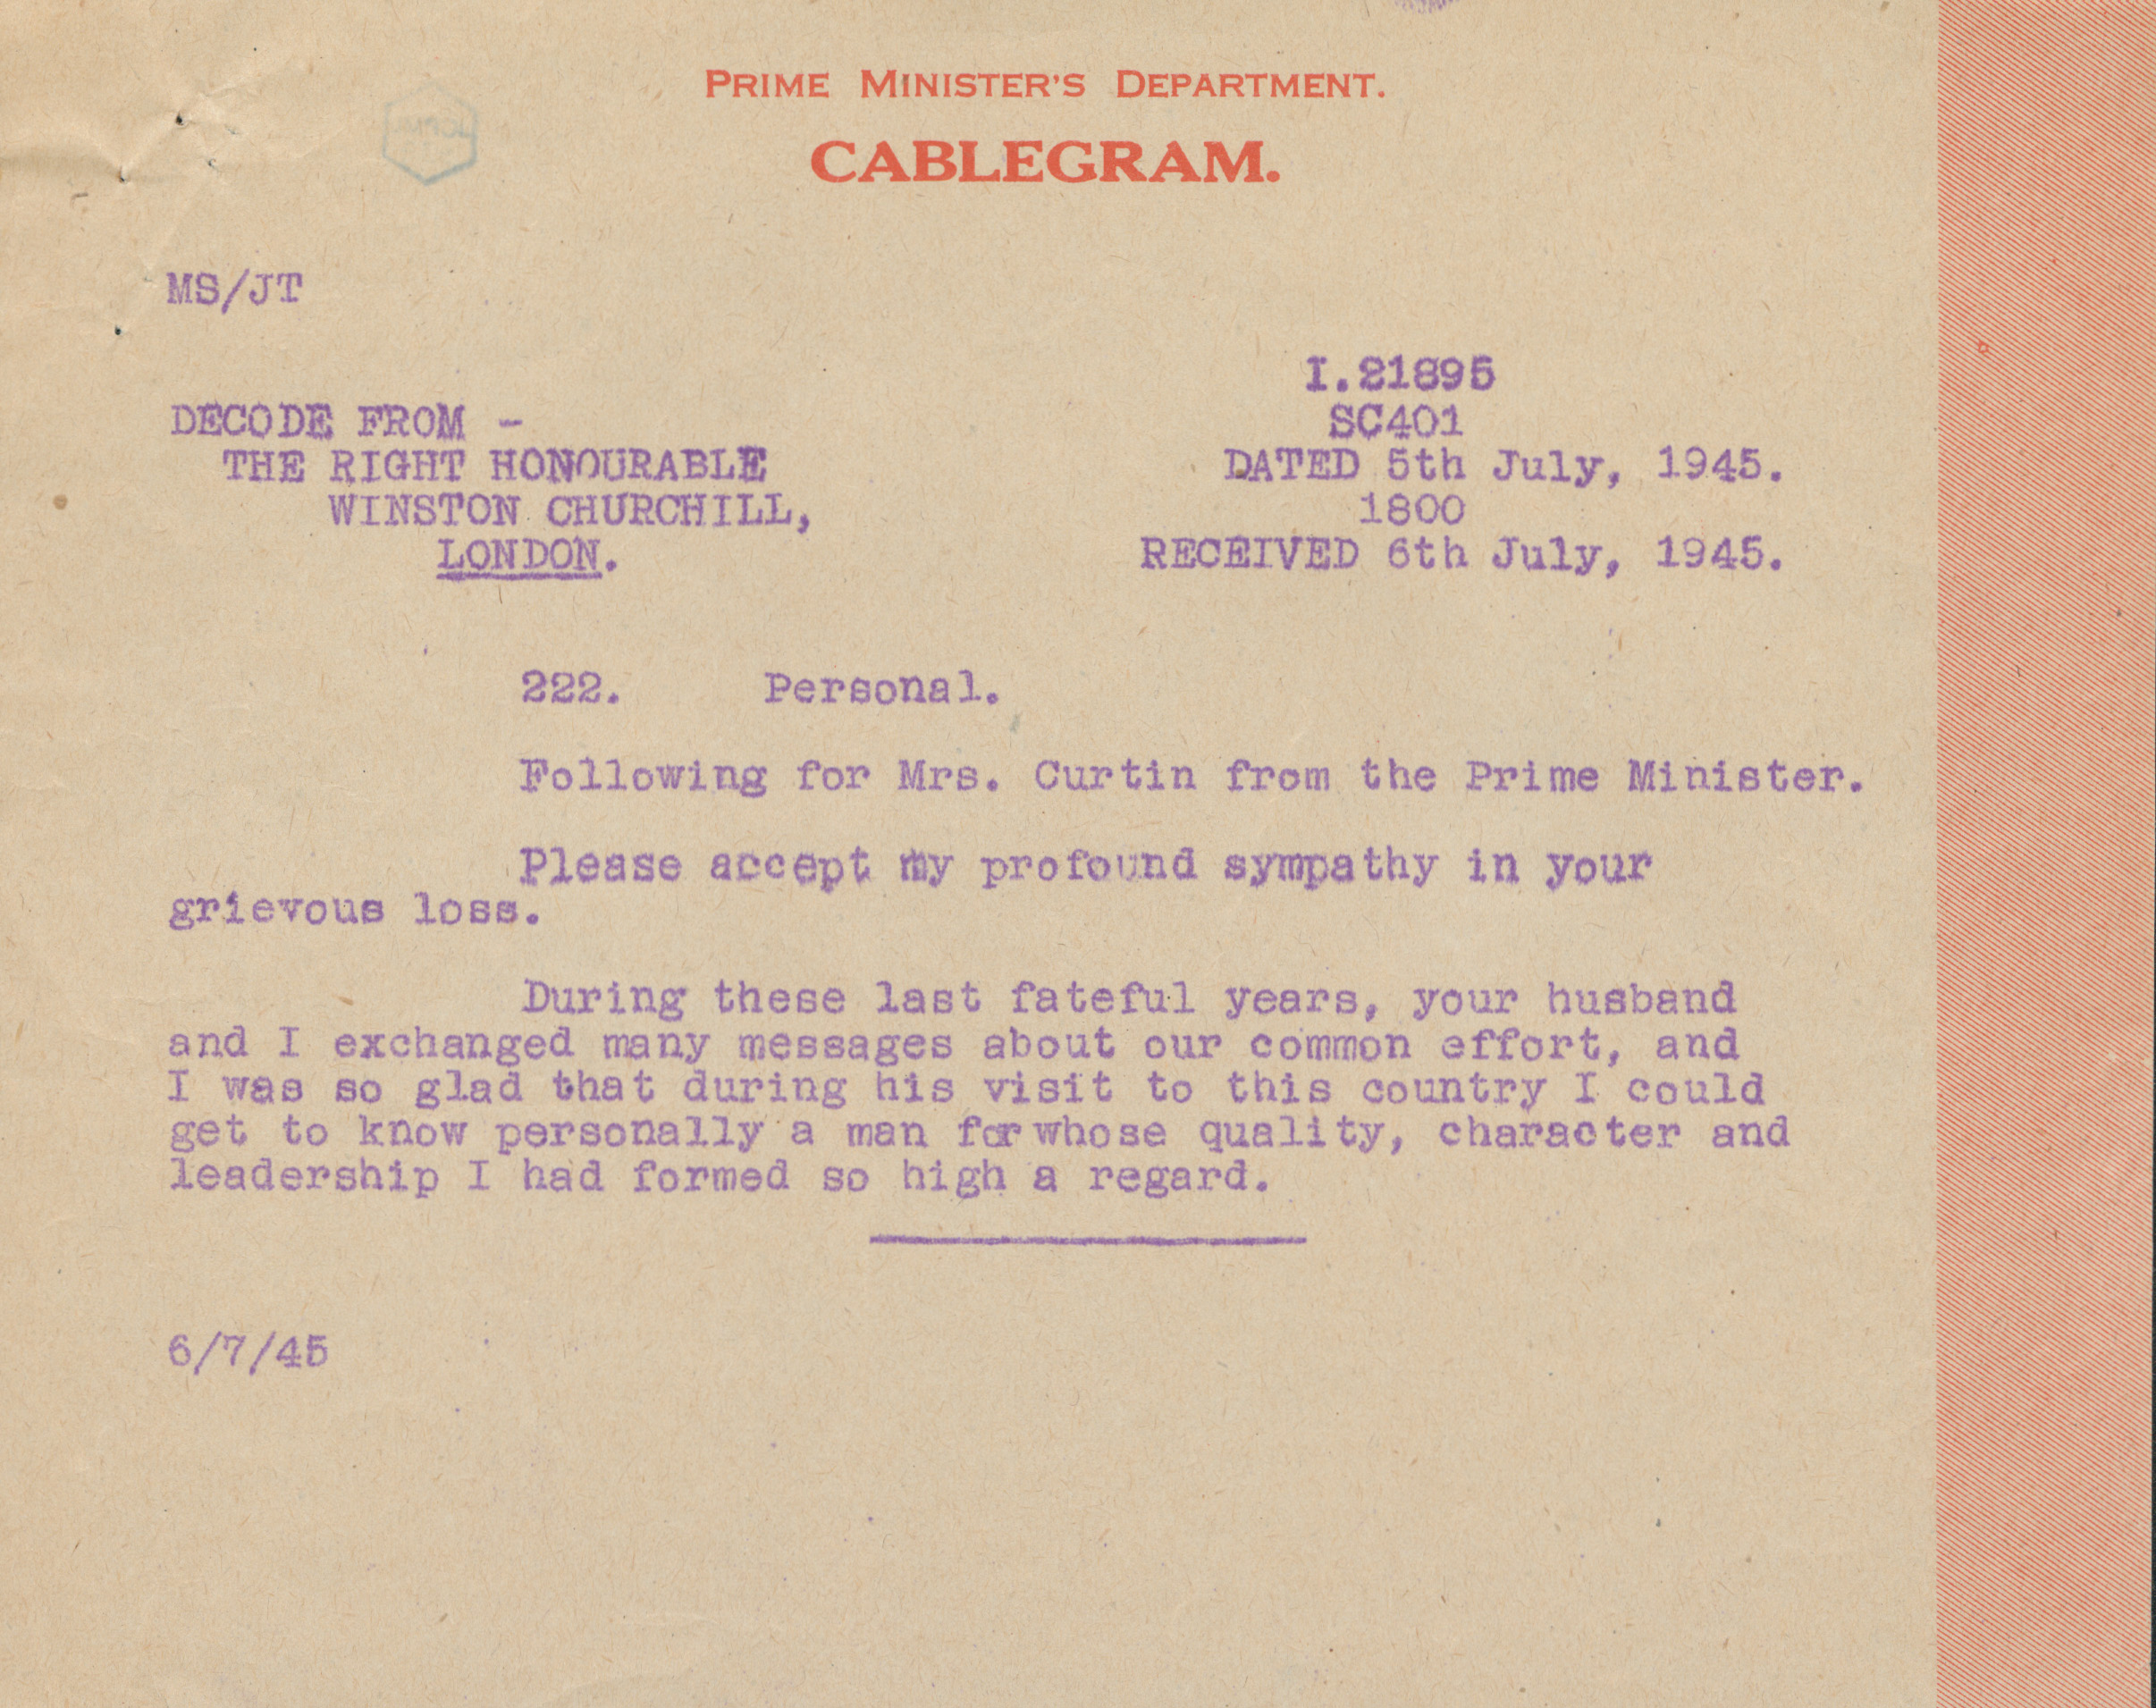 PRIME MINISTER'S DEPARTMENT.
CABLEGRAM.
MS/JT
I.21895
SC401
DECODE FROM -
THE RIGHT HONOURABLE
WINSTON CHURCHILL,
LONDON.
DATED 5th July, 1945.
1800
RECEIVED 6th July, 1945.
222. Personal.
Following for Mrs. Curtin from the Prime Minister.
Please accept my profound sympathy in your
grievous loss.
During these last fateful years, your husband
and I exchanged many messages about our common effort, and
I was so glad that during his visit to this country I could
get to know personally a man for whose quality, character and
leadership I had formed so high a regard.
6/7/45